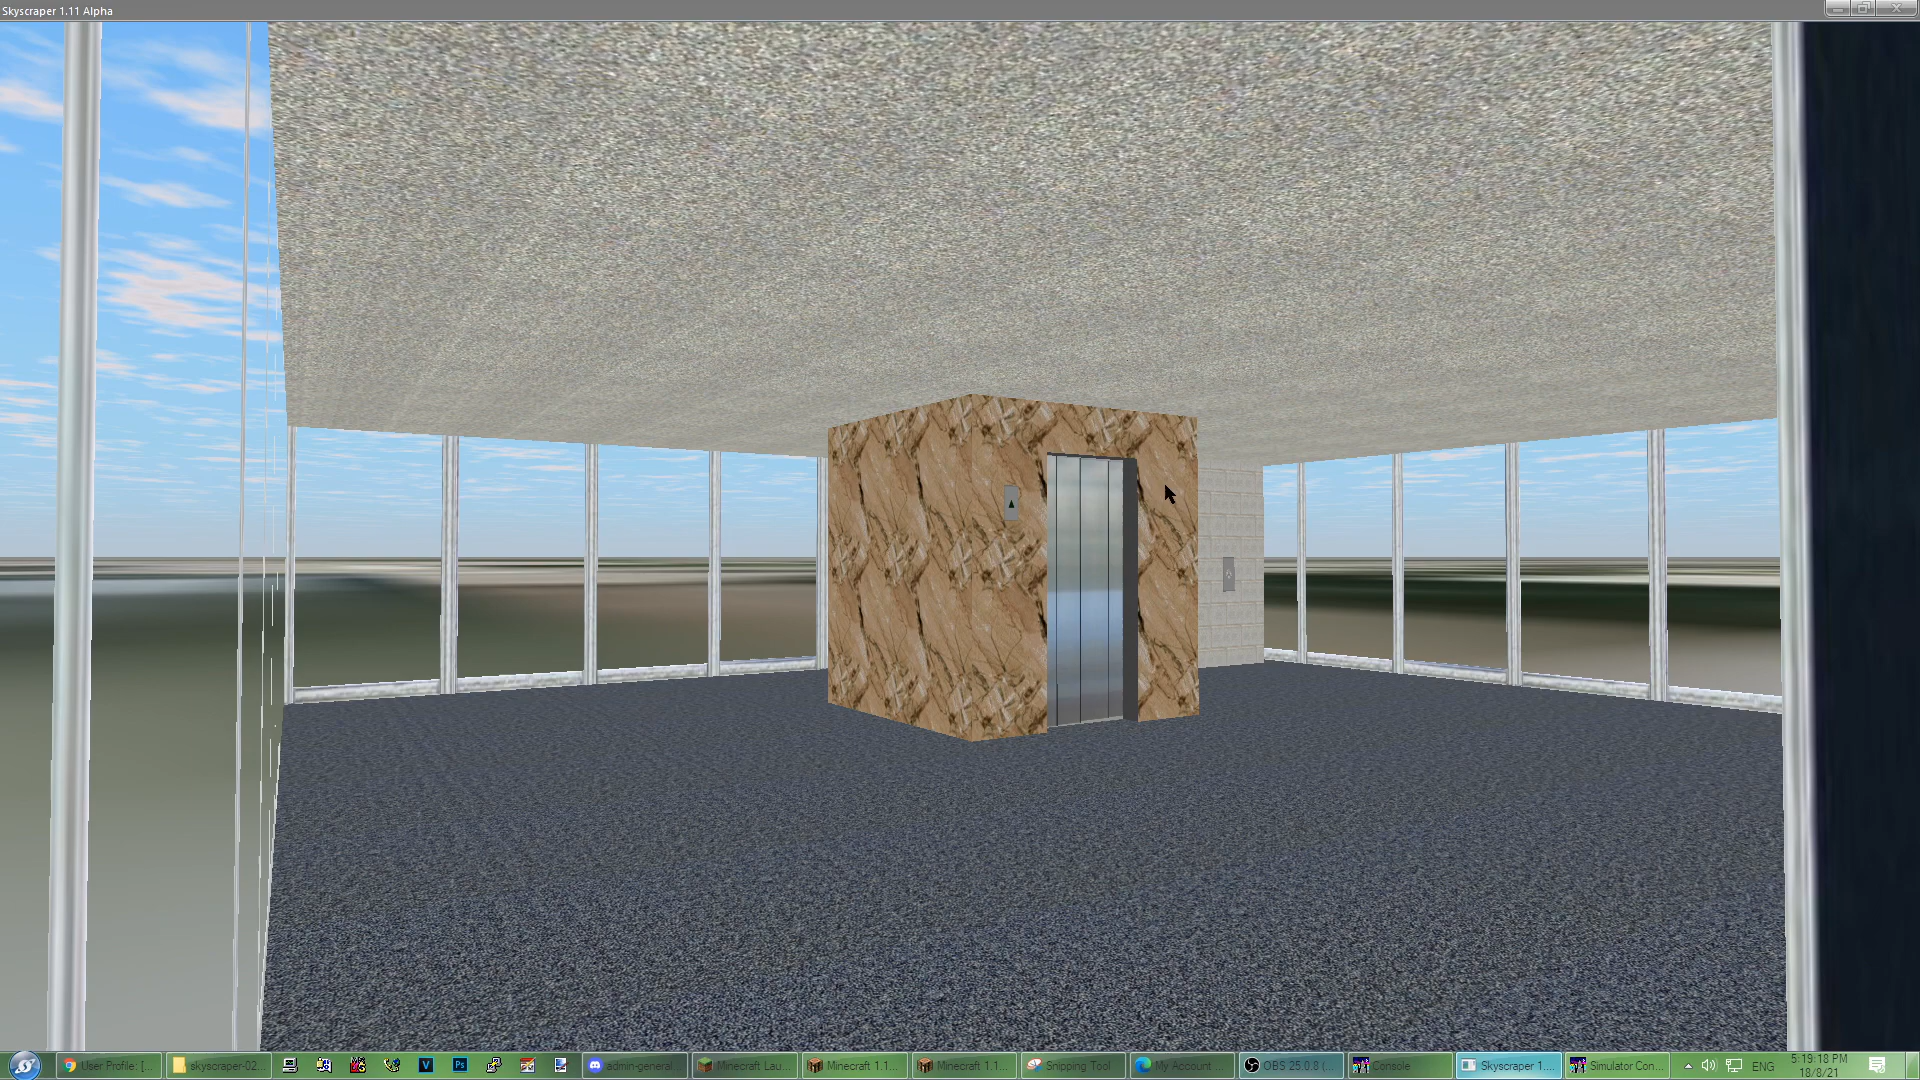 Skyscraper 1.11 Alpha
User Profile: [...
skyscraper-02...
V
Ps
admin-general...
Minecraft Lau...
Minecraft 1.1...
Minecraft 1.1...
Snipping Tool
My Account ...
OBS 25.0.8 (...
Console
Skyscraper 1....
Simulator Con...
ENG
5:19:18 PM
18/8/21